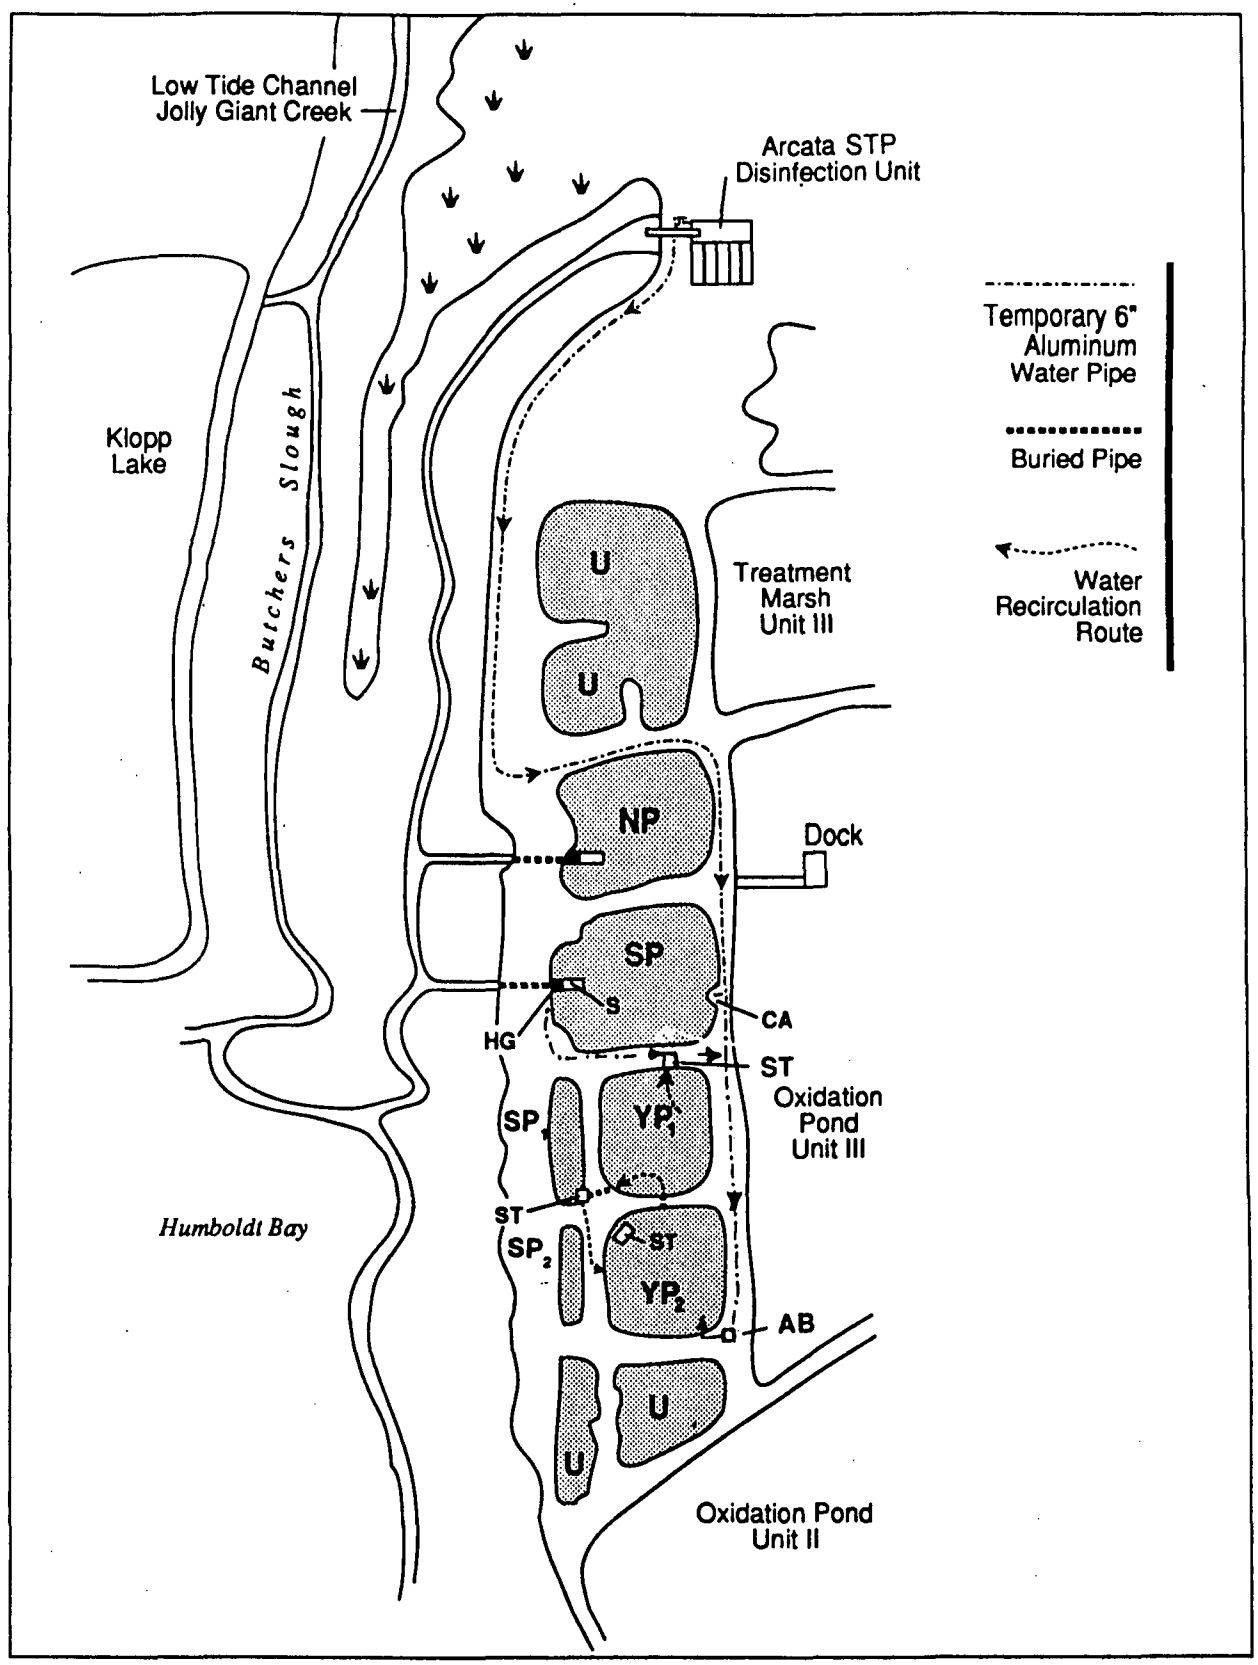 Low Tide Channel
Jolly Giant Creek
Arcata STP
Disinfection Unit
Temporary 6"
Aluminum
Water Pipe
Klopp
Lake
Butchers Slough
Buried Pipe
U
Treatment
Marsh
Unit III
Water
Recirculation
Route
U
NP
Dock
SP
S
CA
HG
ST
Oxidation
Pond
Unit III
SP1
YP1
ST
Humboldt Bay
SP2
ST
YP2
AB
U
U
Oxidation Pond
Unit II